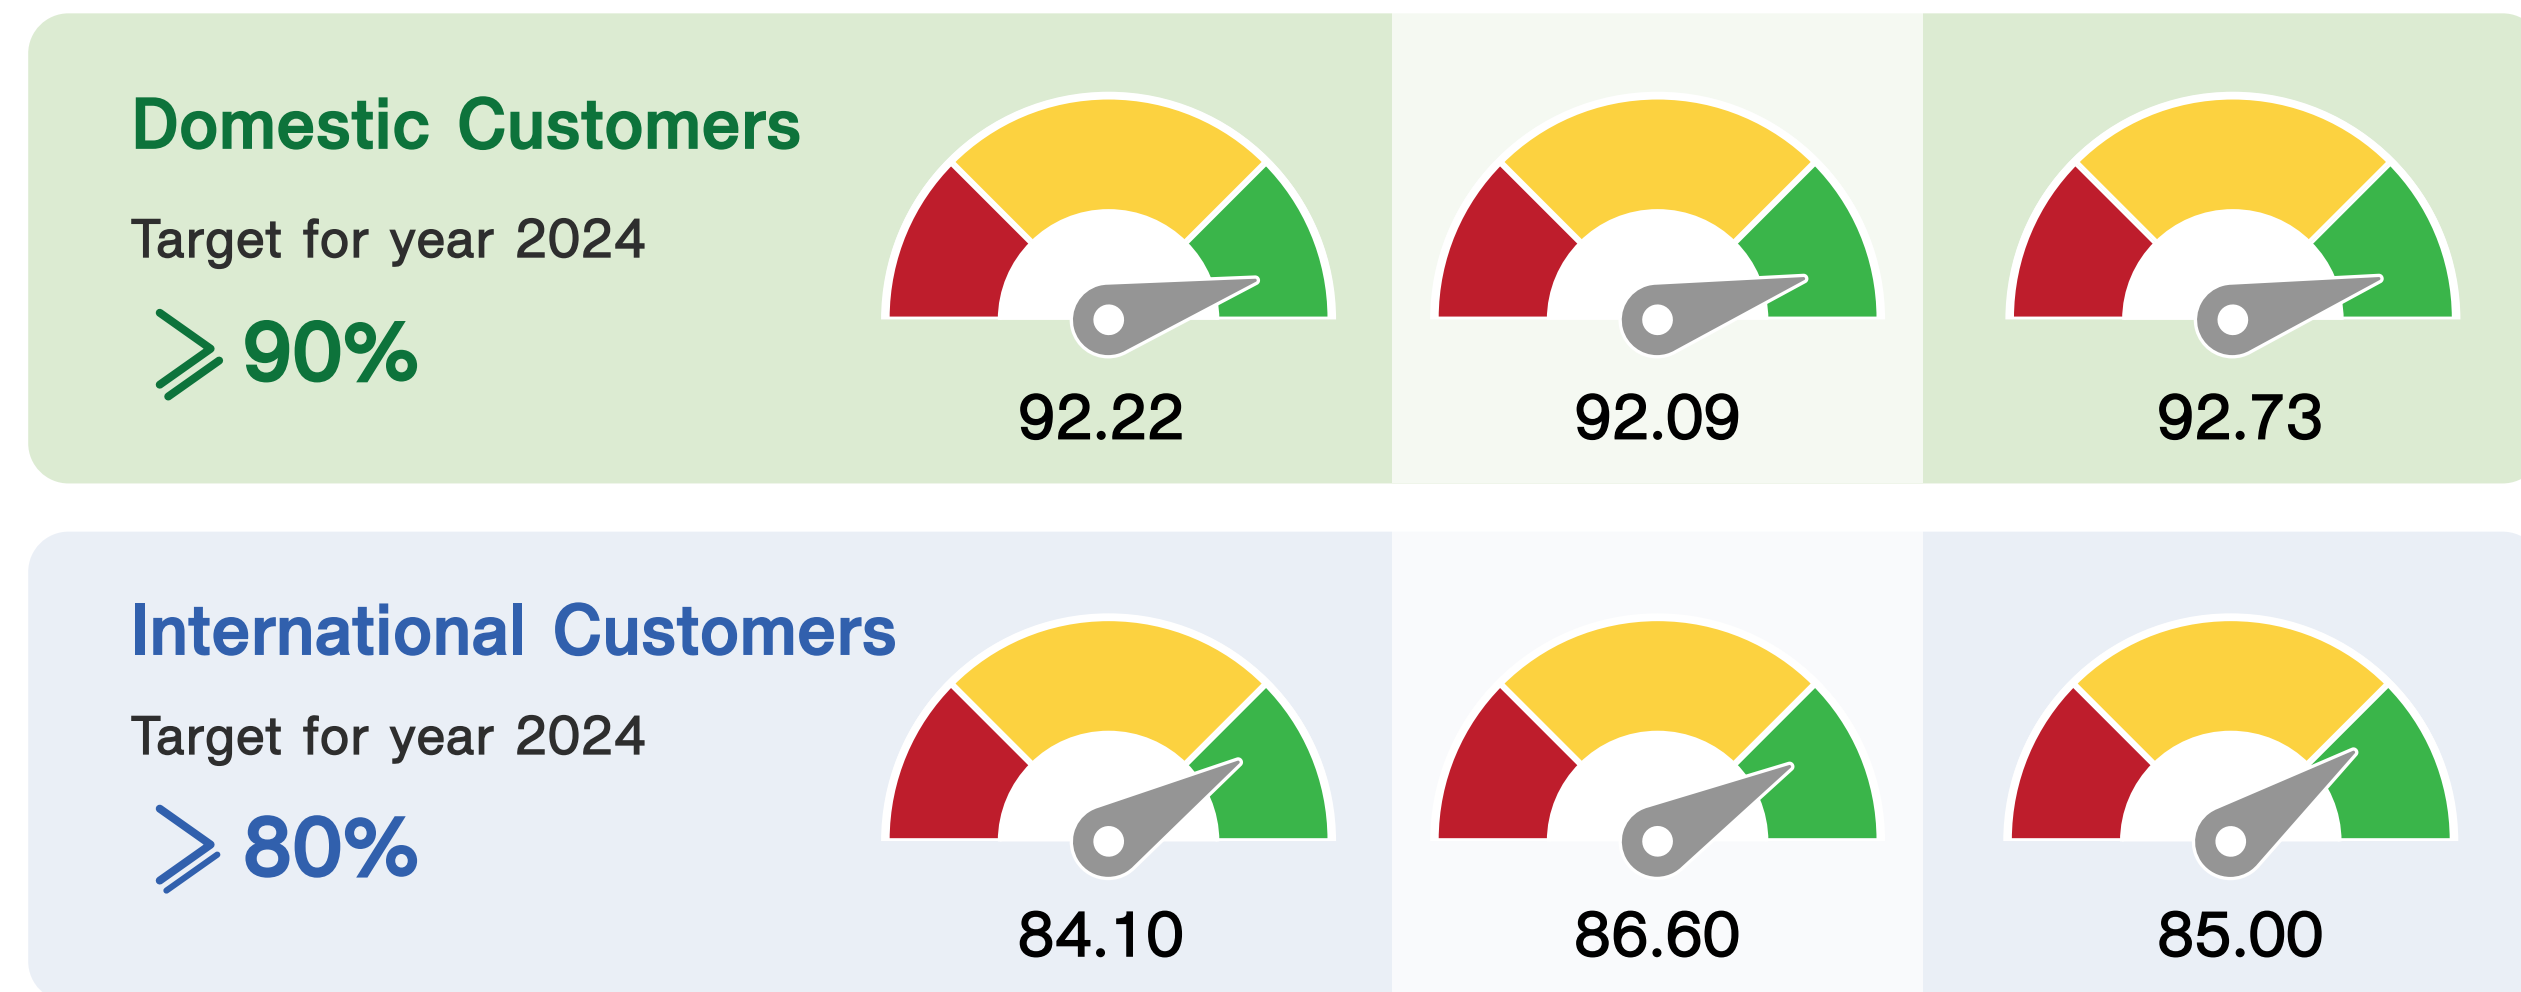 Domestic Customers
Target for year 2024
⩾ 90%
92.22 92.09 92.73
International Customers
Target for year 2024
⩾ 80%
84.10 86.60 85.00